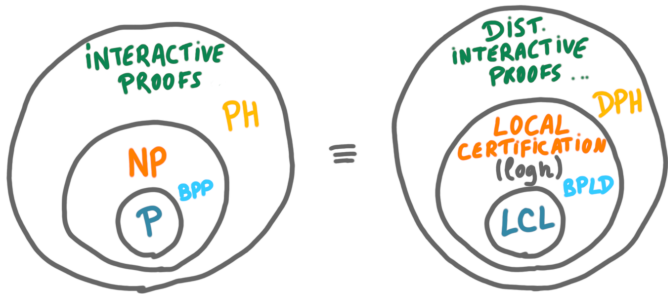 INTERACTIVE
PROOFS
PH
NP
BPP
P
≡
DIST.
INTERACTIVE
PROOFS ...
DPH
LOCAL
CERTIFICATION
(logn)
BPLD
LCL